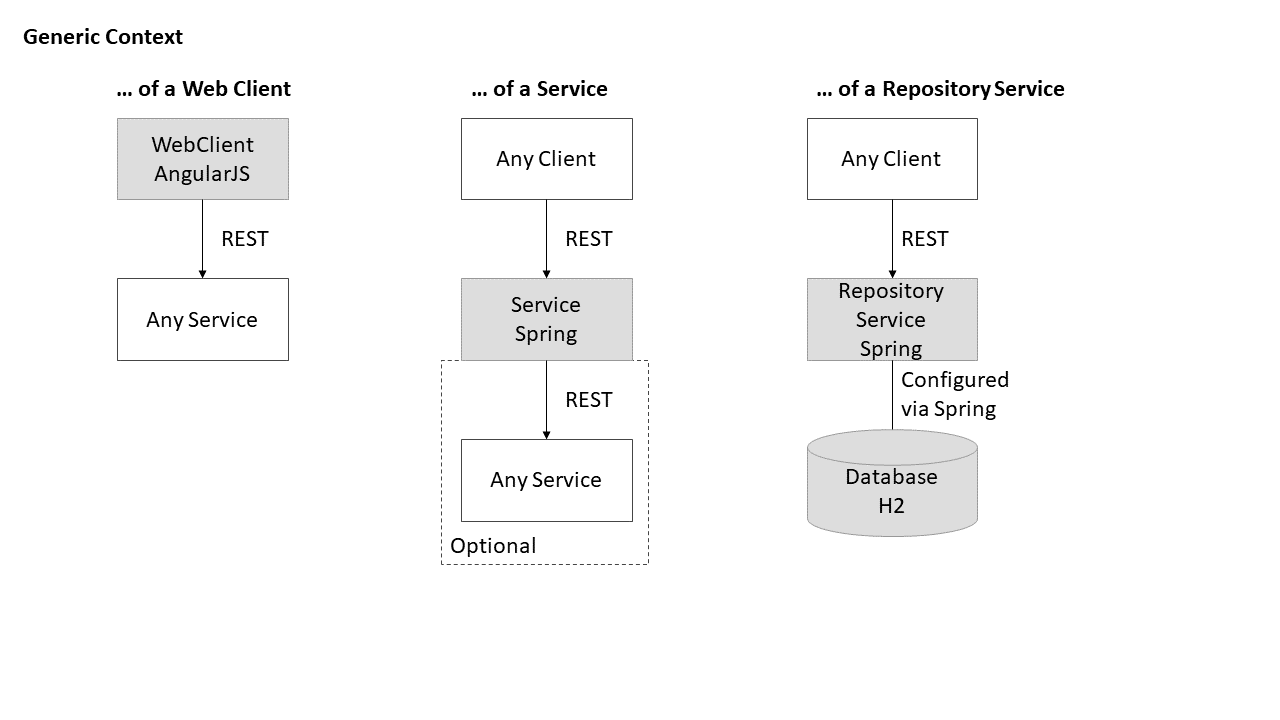 Generic Context
... of a Web Client
WebClient
AngularJS
REST
Any Service
... of a Service
Any Client
REST
Service
Spring
REST
Any Service
Optional
... of a Repository Service
Any Client
REST
Repository
Service
Spring
Configured
via Spring
Database
H2